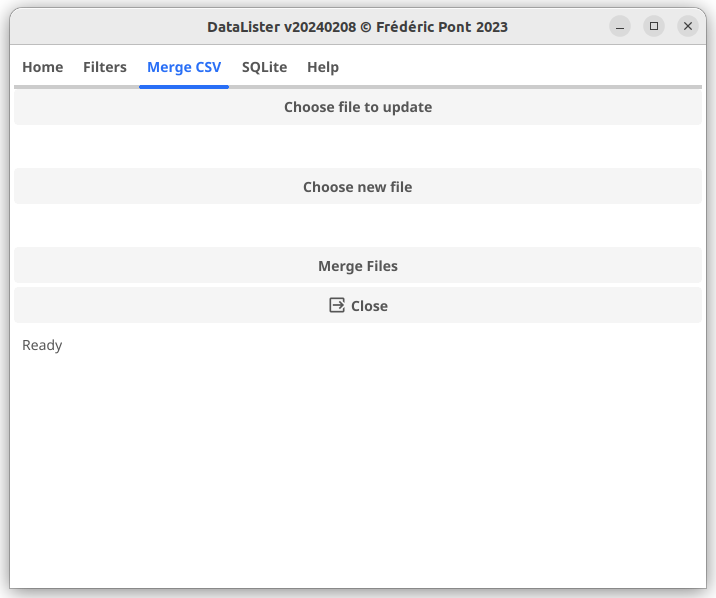 DataLister v20240208 © Frédéric Pont 2023
Home Filters Merge CSV SQLite Help
Choose file to update
Choose new file
Merge Files
Close
Ready